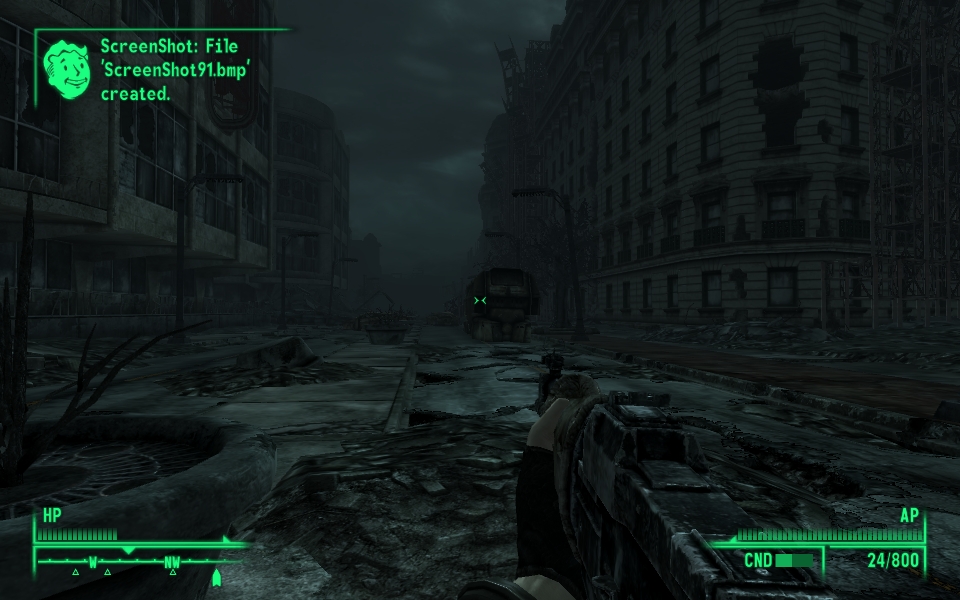 ScreenShot: File
'ScreenShot91.bmp'
created.
HP
AP
W NW
CND
24/800